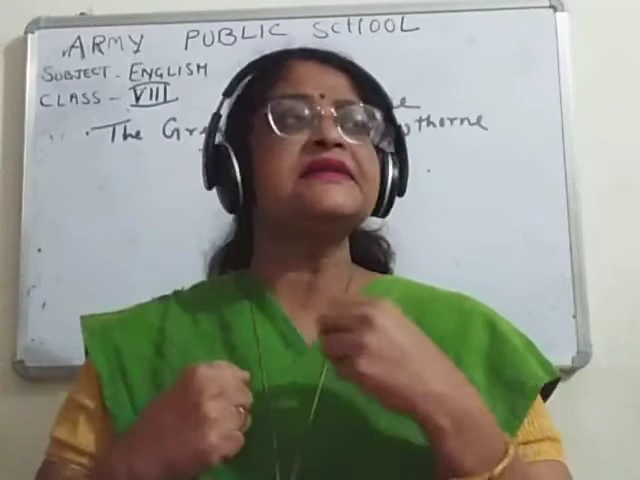 ARMY PUBLIC SCHOOL
SUBJECT - ENGLISH
CLASS - VIII
The